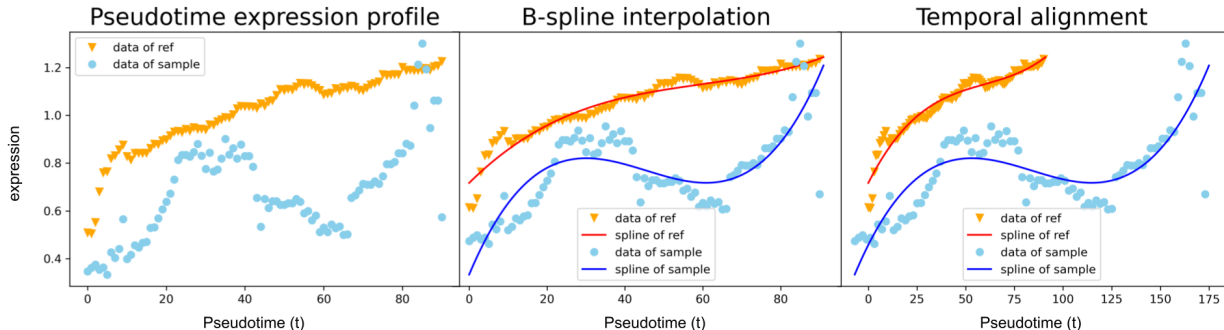 Pseudotime expression profile
B-spline interpolation
Temporal alignment
data of ref
data of sample
expression
1.2
1.0
0.8
0.6
0.4
0
20
40
60
80
Pseudotime (t)
data of ref
spline of ref
data of sample
spline of sample
0
20
40
60
80
Pseudotime (t)
data of ref
spline of ref
data of sample
spline of sample
0
25
50
75
100
125
150
175
Pseudotime (t)